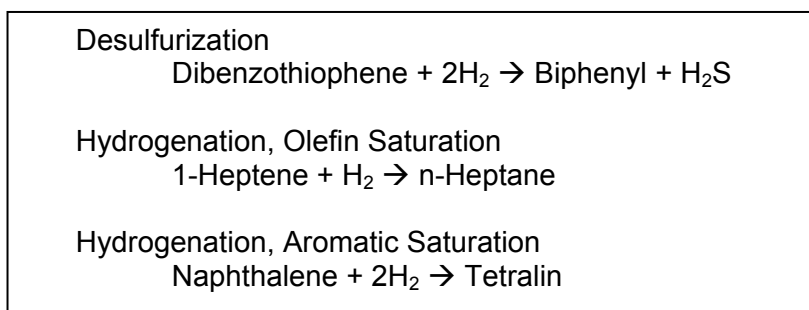 Desulfurization
Dibenzothiophene + 2H₂ → Biphenyl + H₂S
Hydrogenation, Olefin Saturation
1-Heptene + H₂ → n-Heptane
Hydrogenation, Aromatic Saturation
Naphthalene + 2H₂ → Tetralin